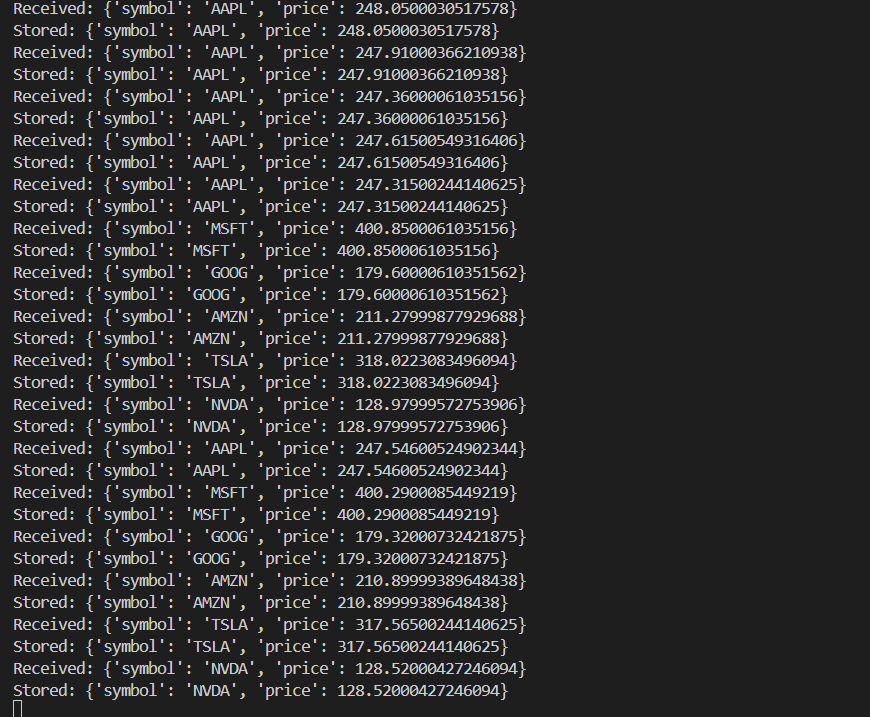 Received: {'symbol': 'AAPL', 'price': 248.0500030517578}
Stored: {'symbol': 'AAPL', 'price': 248.0500030517578}
Received: {'symbol': 'AAPL', 'price': 247.91000366210938}
Stored: {'symbol': 'AAPL', 'price': 247.91000366210938}
Received: {'symbol': 'AAPL', 'price': 247.36000061035156}
Stored: {'symbol': 'AAPL', 'price': 247.36000061035156}
Received: {'symbol': 'AAPL', 'price': 247.61500549316406}
Stored: {'symbol': 'AAPL', 'price': 247.61500549316406}
Received: {'symbol': 'AAPL', 'price': 247.31500244140625}
Stored: {'symbol': 'AAPL', 'price': 247.31500244140625}
Received: {'symbol': 'MSFT', 'price': 400.8500061035156}
Stored: {'symbol': 'MSFT', 'price': 400.8500061035156}
Received: {'symbol': 'GOOG', 'price': 179.60000610351562}
Stored: {'symbol': 'GOOG', 'price': 179.60000610351562}
Received: {'symbol': 'AMZN', 'price': 211.27999877929688}
Stored: {'symbol': 'AMZN', 'price': 211.27999877929688}
Received: {'symbol': 'TSLA', 'price': 318.0223083496094}
Stored: {'symbol': 'TSLA', 'price': 318.0223083496094}
Received: {'symbol': 'NVDA', 'price': 128.97999572753906}
Stored: {'symbol': 'NVDA', 'price': 128.97999572753906}
Received: {'symbol': 'AAPL', 'price': 247.54600524902344}
Stored: {'symbol': 'AAPL', 'price': 247.54600524902344}
Received: {'symbol': 'MSFT', 'price': 400.2900085449219}
Stored: {'symbol': 'MSFT', 'price': 400.2900085449219}
Received: {'symbol': 'GOOG', 'price': 179.32000732421875}
Stored: {'symbol': 'GOOG', 'price': 179.32000732421875}
Received: {'symbol': 'AMZN', 'price': 210.89999389648438}
Stored: {'symbol': 'AMZN', 'price': 210.89999389648438}
Received: {'symbol': 'TSLA', 'price': 317.56500244140625}
Stored: {'symbol': 'TSLA', 'price': 317.56500244140625}
Received: {'symbol': 'NVDA', 'price': 128.52000427246094}
Stored: {'symbol': 'NVDA', 'price': 128.52000427246094}